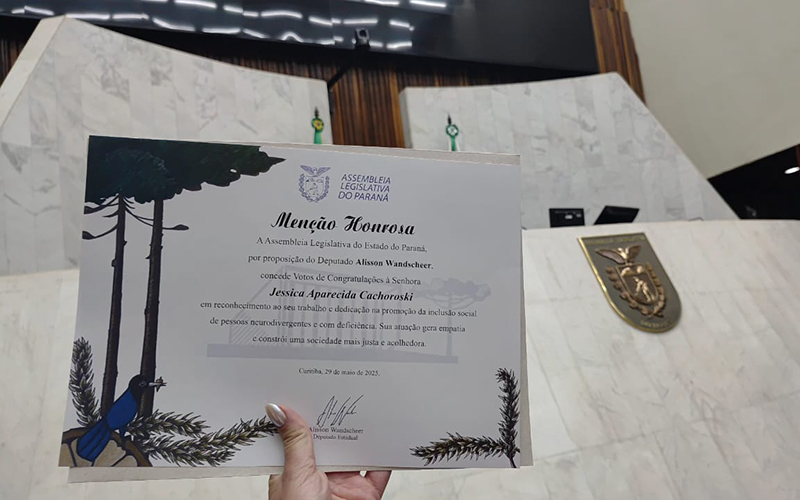 ASSEMBLEIA
LEGISLATIVA
DO PARANÁ
Menção Honrosa
A Assembleia Legislativa do Estado do Paraná,
por proposição do Deputado Alisson Wandscheer,
concede Votos de Congratulações à Senhora
Jessica Aparecida Cachoroski
em reconhecimento ao seu trabalho e dedicação na promoção da inclusão social
de pessoas neurodivergentes e com deficiência. Sua atuação gera empatia
e constrói uma sociedade mais justa e acolhedora.
Curitiba, 29 de maio de 2025.
Alisson Wandscheer
Deputado Estadual